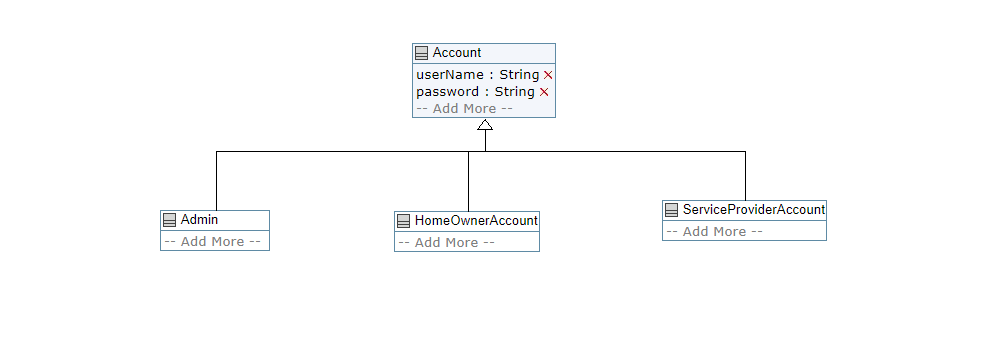 Account
userName : String
password : String
-- Add More --
Admin
-- Add More --
HomeOwnerAccount
-- Add More --
ServiceProviderAccount
-- Add More --